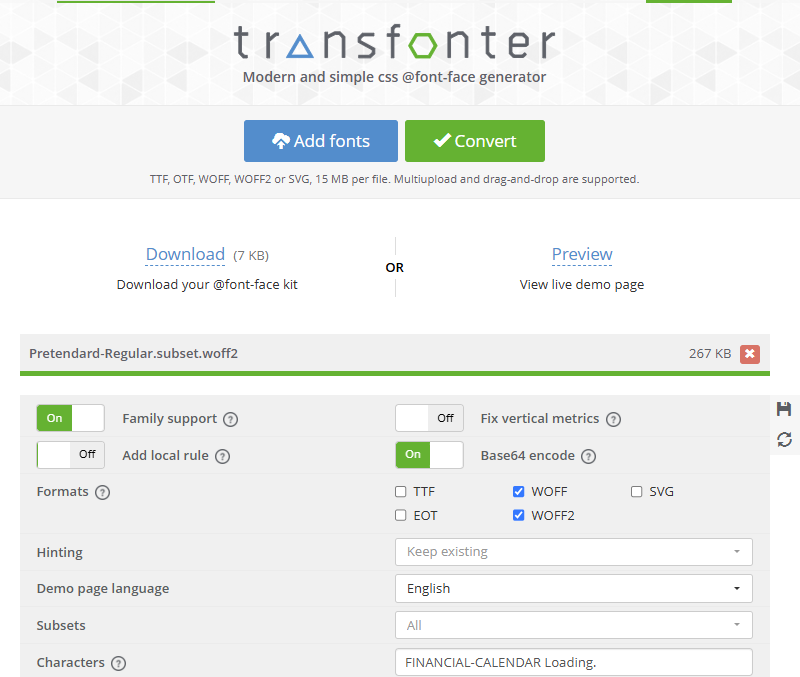 transfonter
Modern and simple css @font-face generator
Add fonts
Convert
TTF, OTF, WOFF, WOFF2 or SVG, 15 MB per file. Multiupload and drag-and-drop are supported.
Download (7 KB)
Download your @font-face kit
OR
Preview
View live demo page
Pretendard-Regular.subset.woff2 267 KB
On Family support ?
Off Fix vertical metrics ?
Off Add local rule ?
On Base64 encode ?
Formats ?
TTF WOFF SVG
EOT WOFF2
Hinting Keep existing
Demo page language English
Subsets All
Characters ? FINANCIAL-CALENDAR Loading.